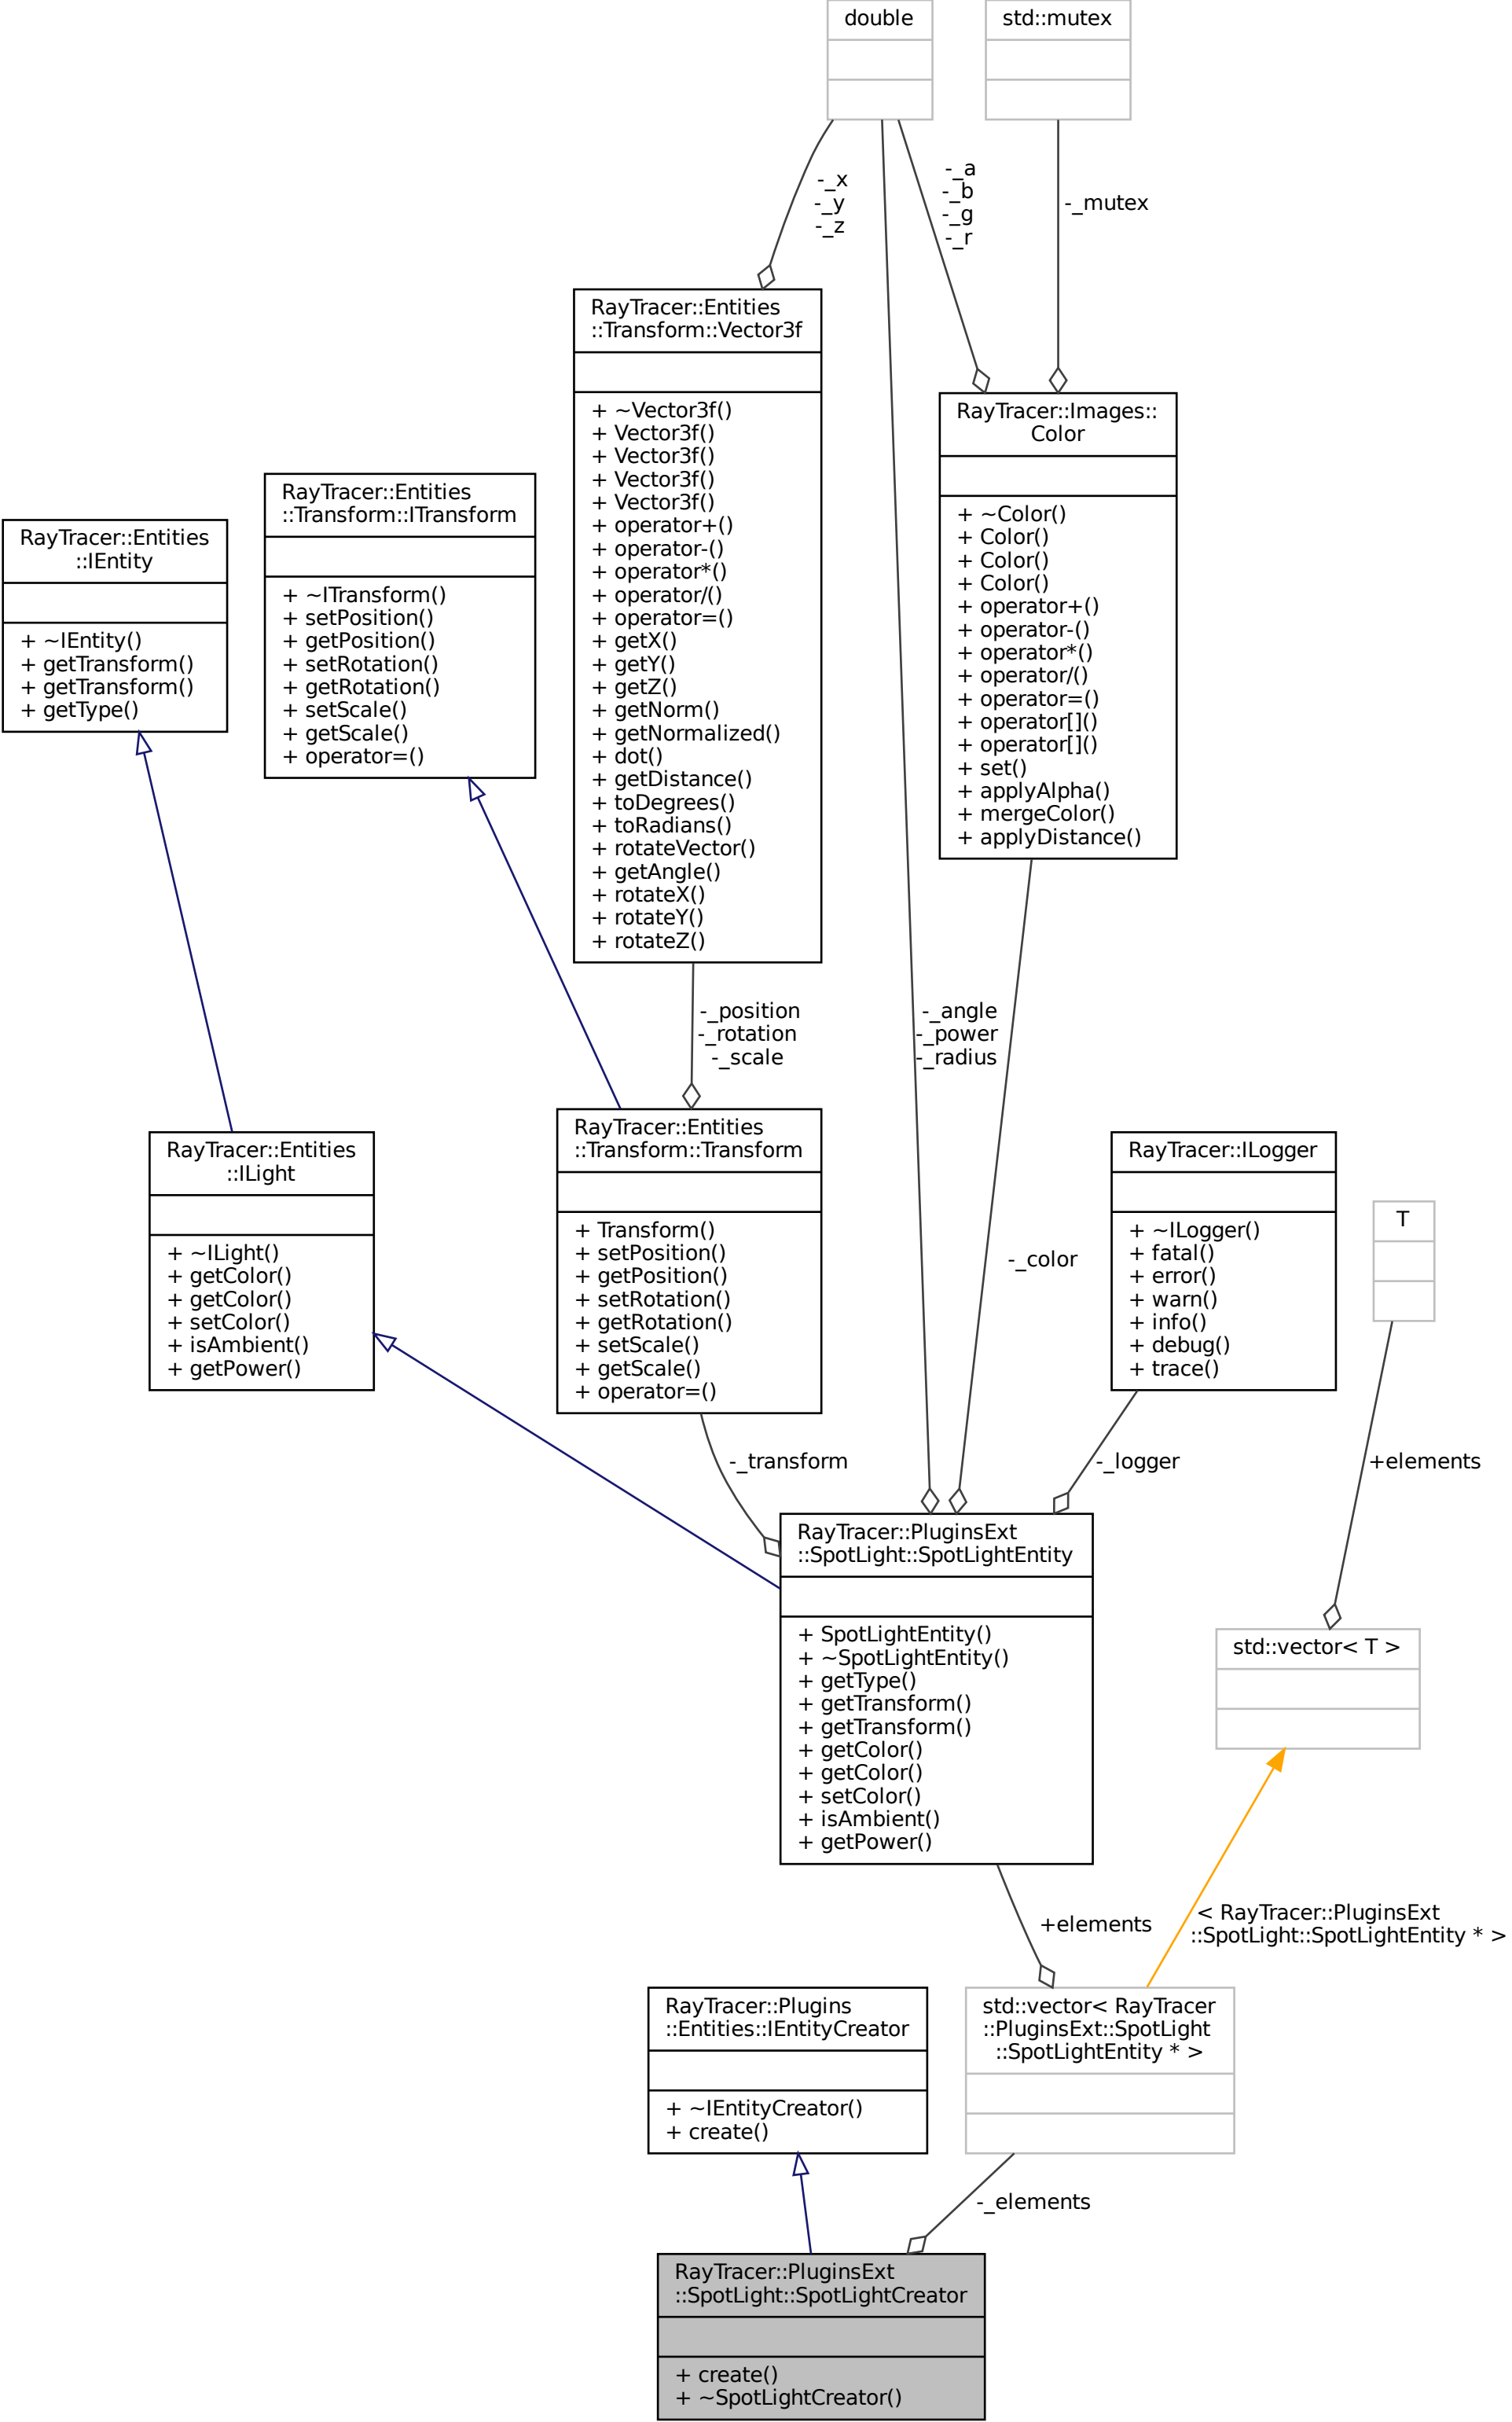 double
std::mutex
-_x
-_y
-_z
-_a
-_b
-_g
-_r
-_mutex
RayTracer::Entities
::Transform::Vector3f
+ ~Vector3f()
+ Vector3f()
+ Vector3f()
+ Vector3f()
+ Vector3f()
+ operator+()
+ operator-()
+ operator*()
+ operator/()
+ operator=()
+ getX()
+ getY()
+ getZ()
+ getNorm()
+ getNormalized()
+ dot()
+ getDistance()
+ toDegrees()
+ toRadians()
+ rotateVector()
+ getAngle()
+ rotateX()
+ rotateY()
+ rotateZ()
RayTracer::Images::
Color
+ ~Color()
+ Color()
+ Color()
+ Color()
+ operator+()
+ operator-()
+ operator*()
+ operator/()
+ operator=()
+ operator[]()
+ operator[]()
+ set()
+ applyAlpha()
+ mergeColor()
+ applyDistance()
RayTracer::Entities
::Transform::ITransform
+ ~ITransform()
+ setPosition()
+ getPosition()
+ setRotation()
+ getRotation()
+ setScale()
+ getScale()
+ operator=()
RayTracer::Entities
::IEntity
+ ~IEntity()
+ getTransform()
+ getTransform()
+ getType()
-_position
-_rotation
-_scale
-_angle
-_power
-_radius
RayTracer::Entities
::ILight
+ ~ILight()
+ getColor()
+ getColor()
+ setColor()
+ isAmbient()
+ getPower()
RayTracer::Entities
::Transform::Transform
+ Transform()
+ setPosition()
+ getPosition()
+ setRotation()
+ getRotation()
+ setScale()
+ getScale()
+ operator=()
-_color
RayTracer::ILogger
+ ~ILogger()
+ fatal()
+ error()
+ warn()
+ info()
+ debug()
+ trace()
T
-_transform
-_logger
+elements
RayTracer::PluginsExt
::SpotLight::SpotLightEntity
+ SpotLightEntity()
+ ~SpotLightEntity()
+ getType()
+ getTransform()
+ getTransform()
+ getColor()
+ getColor()
+ setColor()
+ isAmbient()
+ getPower()
std::vector< T >
+elements
< RayTracer::PluginsExt
::SpotLight::SpotLightEntity * >
RayTracer::Plugins
::Entities::IEntityCreator
+ ~IEntityCreator()
+ create()
std::vector< RayTracer
::PluginsExt::SpotLight
::SpotLightEntity * >
-_elements
RayTracer::PluginsExt
::SpotLight::SpotLightCreator
+ create()
+ ~SpotLightCreator()